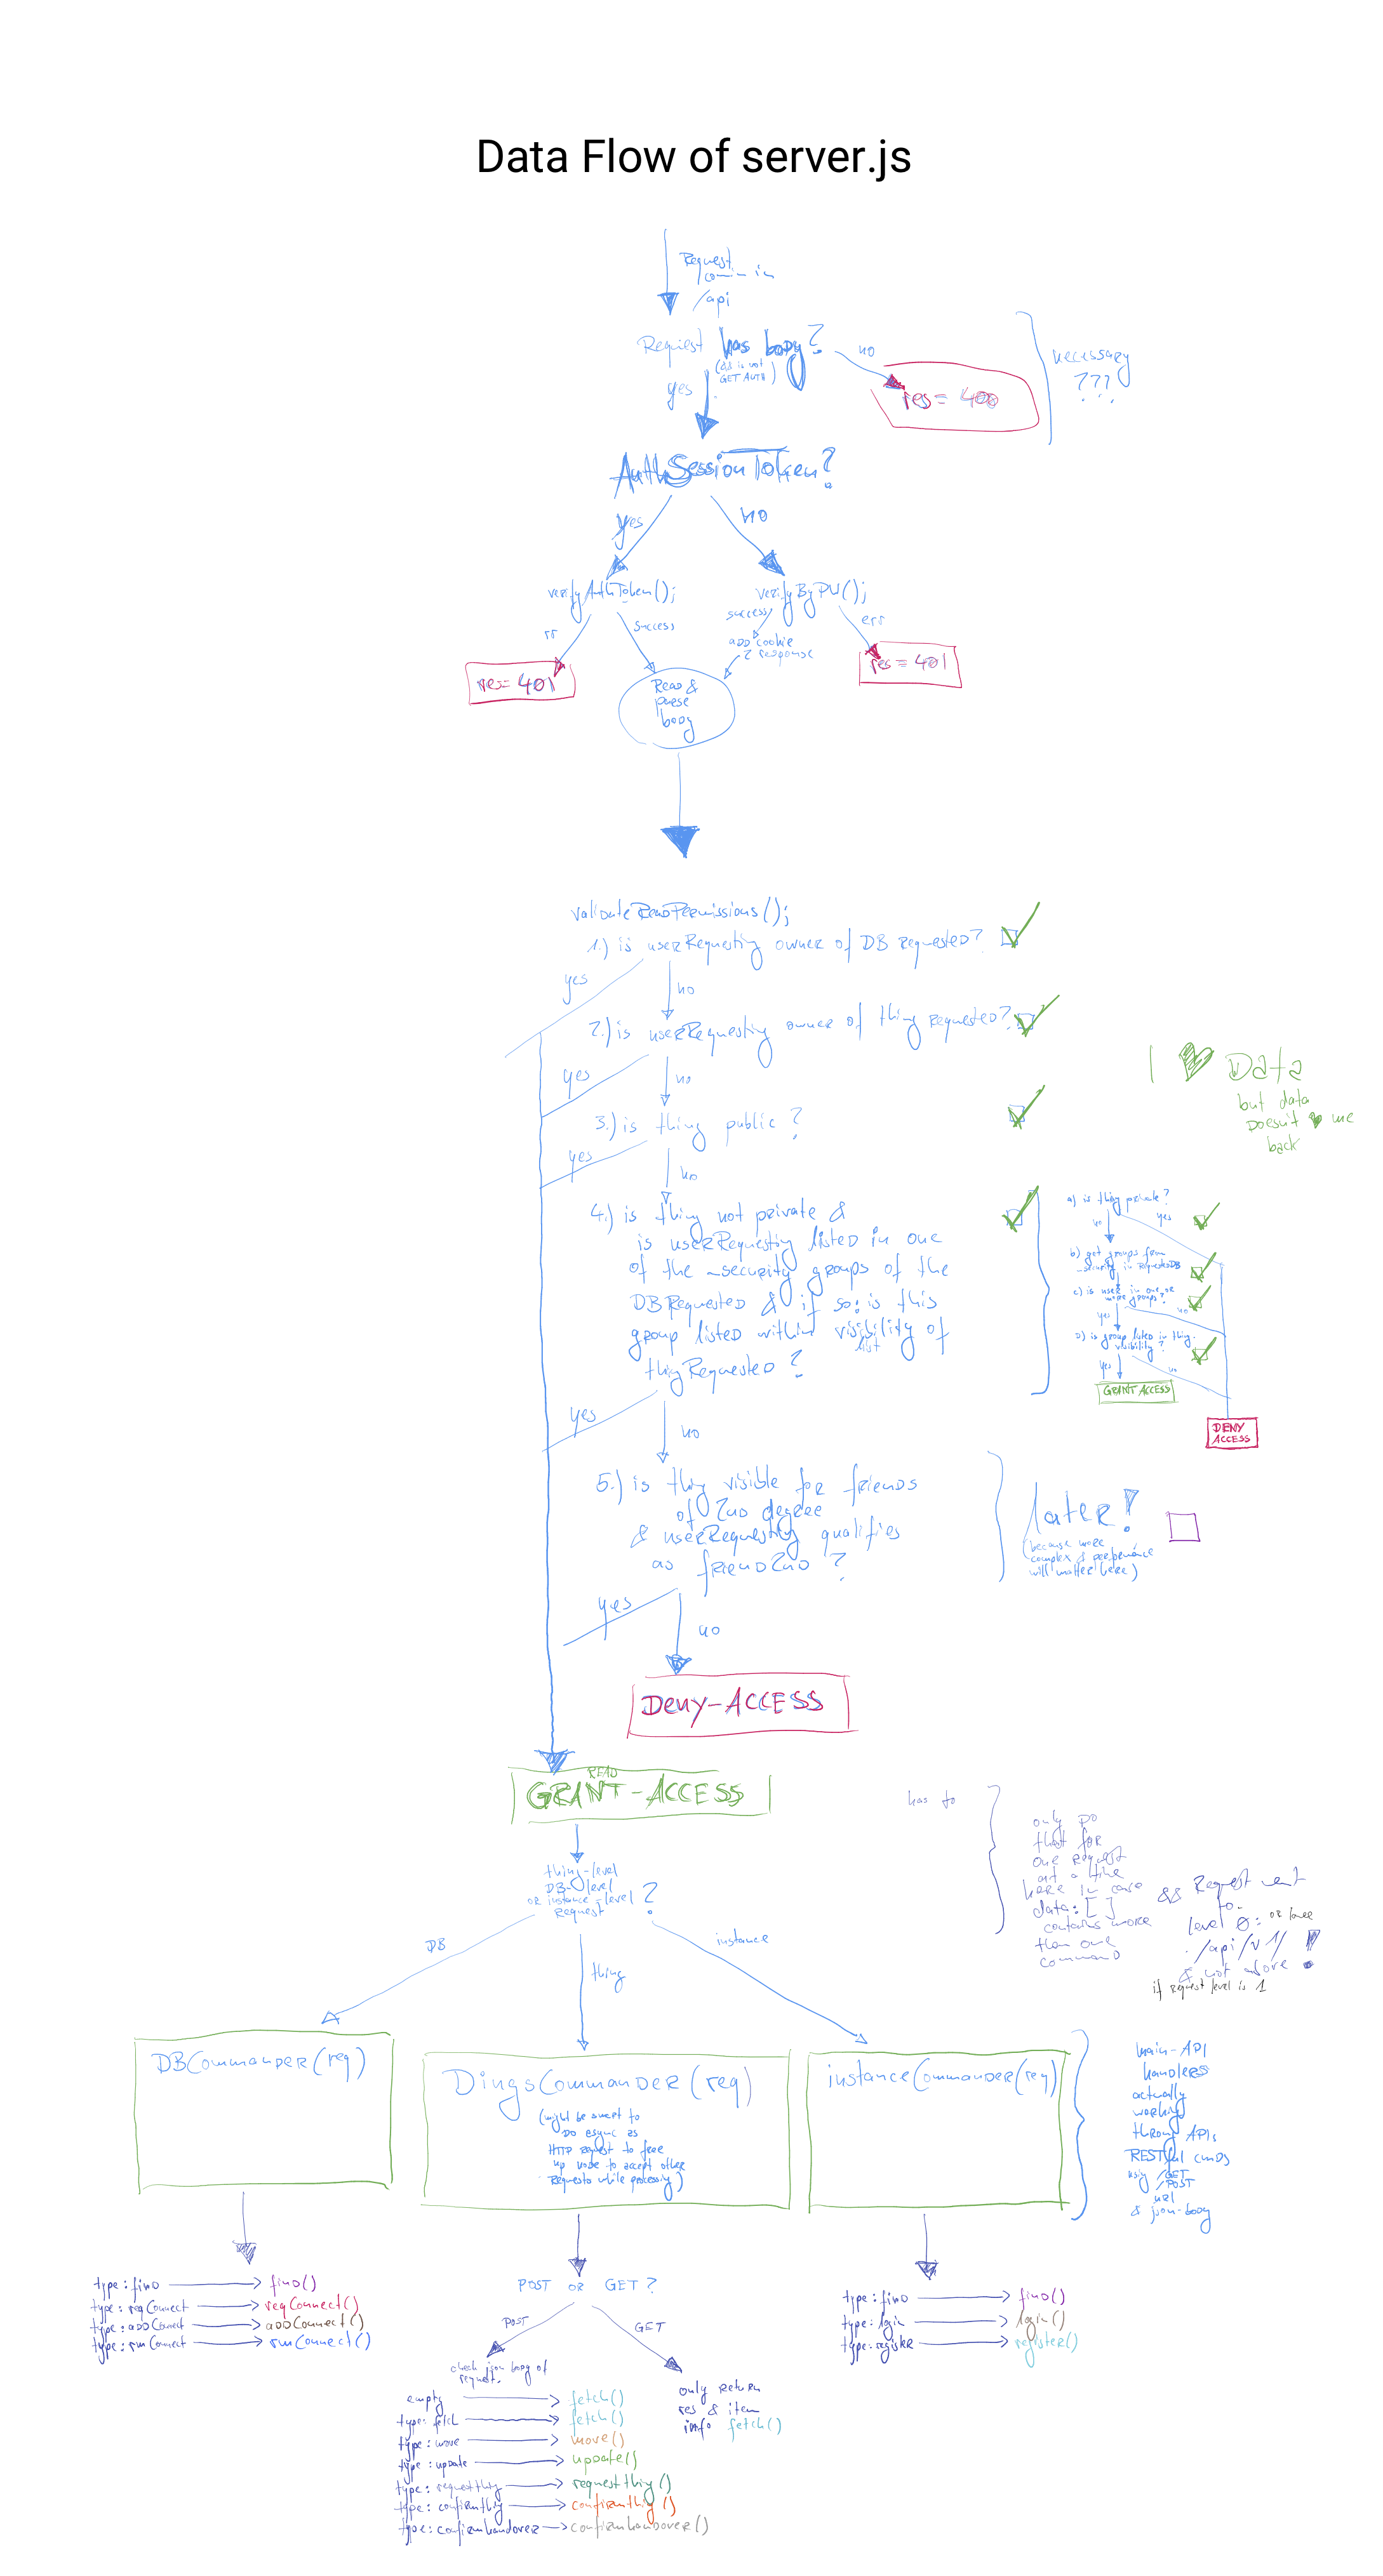 Data Flow of server.js
Request
comin in
/api
Request has body?
(&& is not
GET AUTH)
no
res = 400
necessary
???
yes
AuthSessionToken?
yes
no
verifyAuthToken();
verifyByPW();
rr
success
success
err
add cookie
2 response
res = 401
res = 401
Read &
parse
body
validateReadPermissions();
1.) is userRequesting owner of DB requested?
yes
no
2.) is userRequesting owner of thing requested?
yes
no
3.) is thing public?
yes
no
I ♥ Data
but data
doesn't ♥ me
back
4.) is thing not private &
is userRequesting listed in one
of the _security groups of the
DBRequested & if so: is this
group listed within visibility of
list
thingRequested?
yes
no
a) is thing private?
no
yes
b) get groups from
_security in RequestedDB
c) is user in one or
more groups?
yes
no
d) is group listed in thing.
visibility?
yes
no
GRANT ACCESS
DENY
ACCESS
5.) is thing visible for friends
of 2nd degree
& userRequesting qualifies
as friend2nd?
later!
(because more
complex & performance
will matter here)
yes
no
Deny-ACCESS
READ
GRANT-ACCESS
has to
only do
that for
one request
at a time
here in case
data: [ ]
contains more
than one
command
&& Request went
to
level 0: or lower
/api/v1/ !
& not above
if request level is 1
thing-level
DB-level
or instance-level
request
?
DB
thing
instance
DBCommander(req)
DingsCommander(req)
(might be smart to
do async as
HTTP request to free
up node to accept other
requests while processing)
instanceCommander(req)
main-API
handlers
actually
working
through APIs
RESTful cmds
using /GET
/POST
url
& json-body
type: find → find()
type: reqConnect → reqConnect()
type: addConnect → addConnect()
type: rmConnect → rmConnect()
POST or GET?
POST
GET
check json body of
request.
empty → fetch()
type: fetch → fetch()
type: move → move()
type: update → update()
type: requestthing → requestthing()
type: confirmthing → confirmthing()
type: confirmhandover → confirmhandover()
only return
res & item
info fetch()
type: find → find()
type: login → login()
type: register → register()